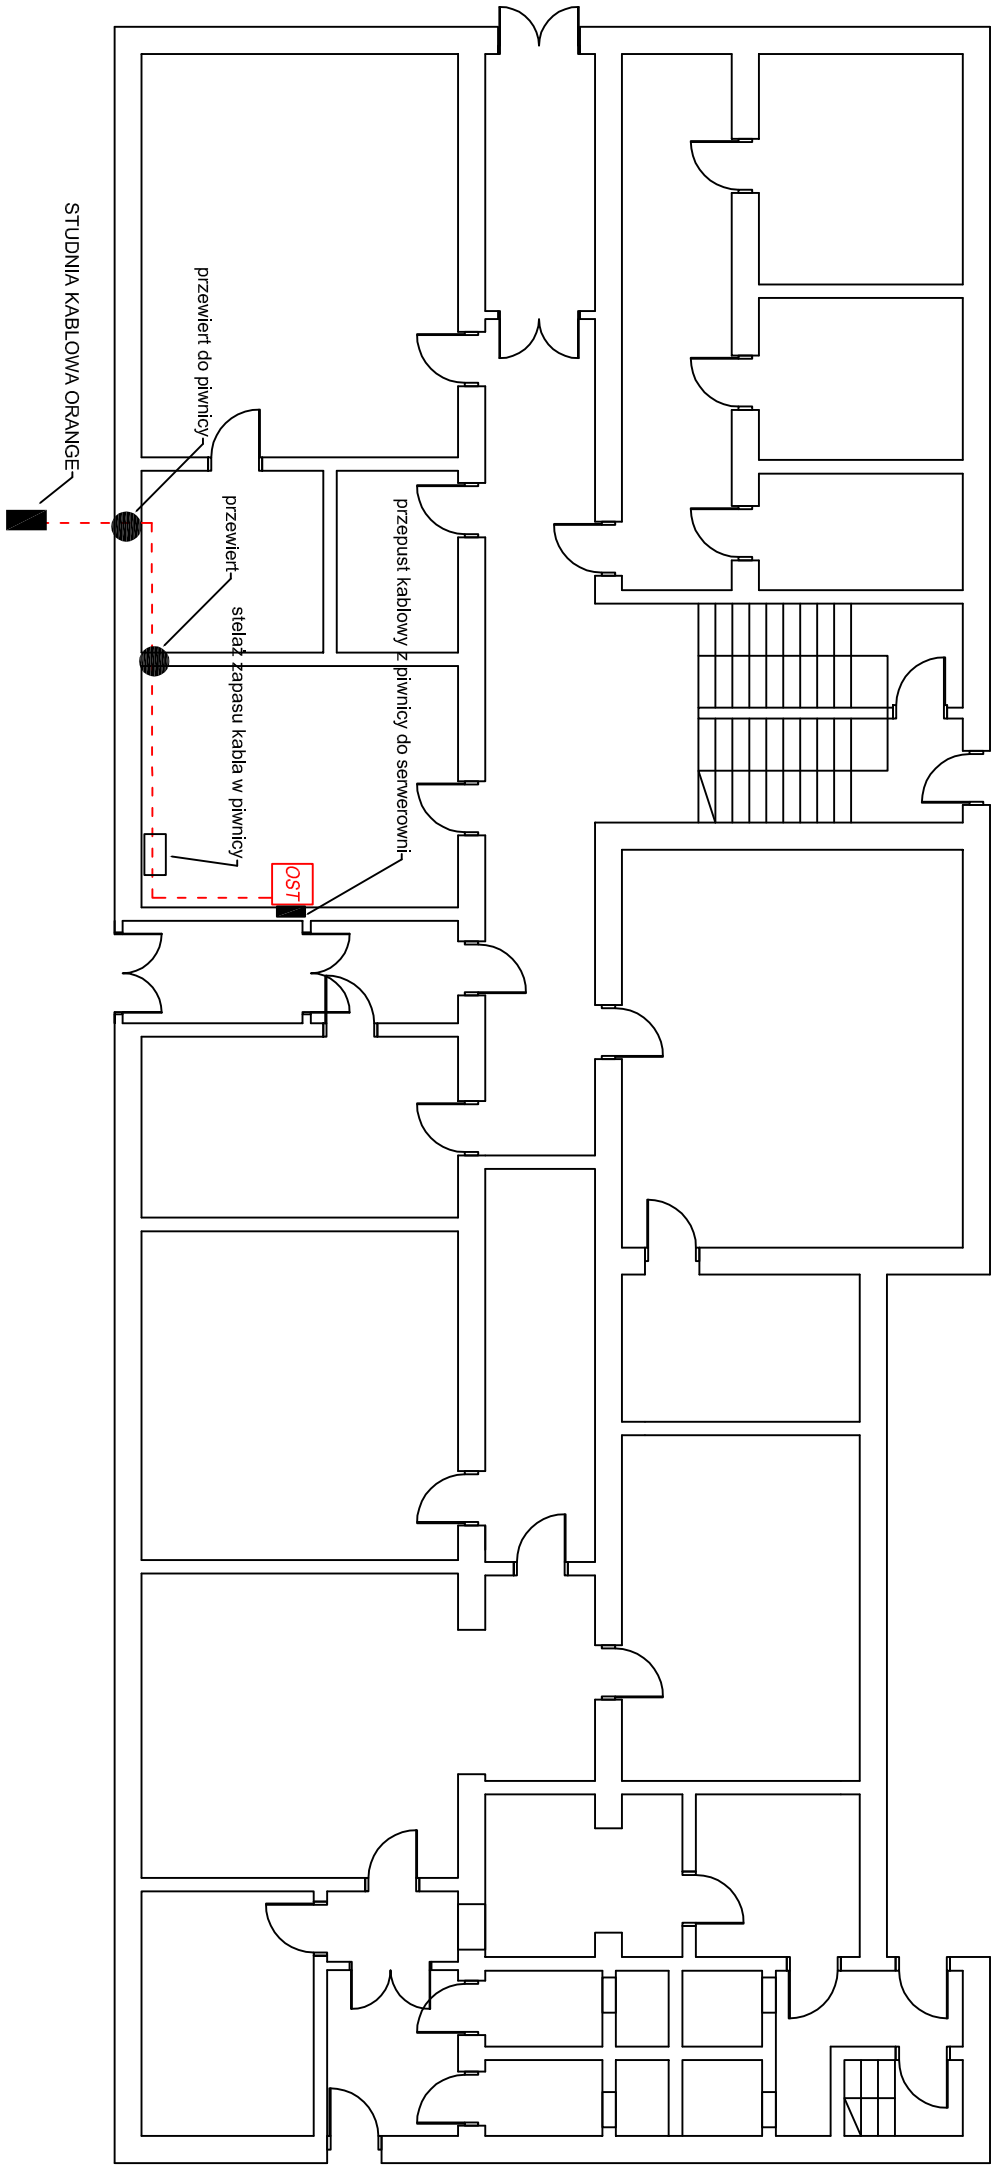 STUDNIA KABLOWA ORANGE
przewiert do piwnicy
przewiert
stelaż zapasu kabla w piwnicy
przepust kablowy z piwnicy do serwerowni
OST